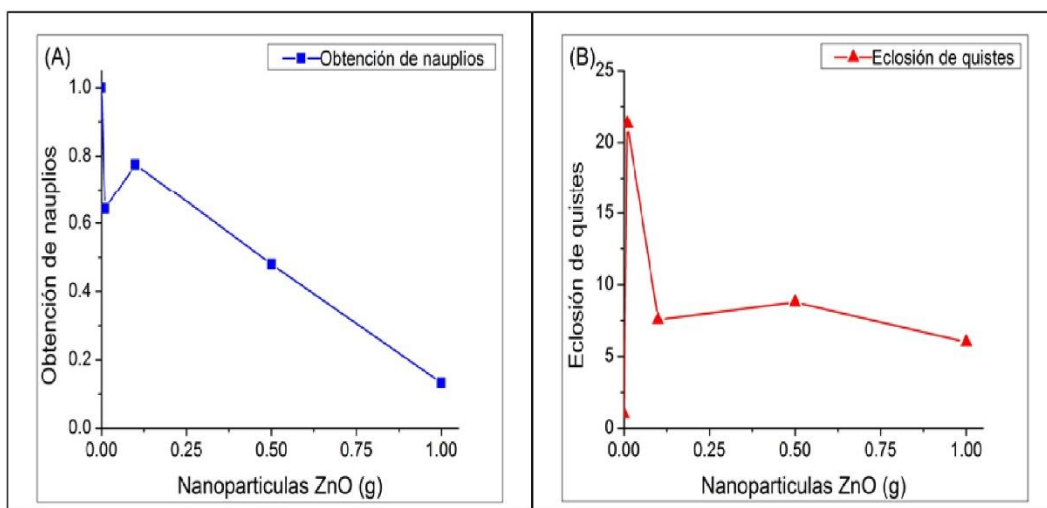 (A)
Obtención de nauplios
1.0
0.8
0.6
0.4
0.2
0.0
Obtención de nauplios
0.00 0.25 0.50 0.75 1.00
Nanoparticulas ZnO (g)
(B)
Eclosión de quistes
25
20
15
10
5
0
Eclosión de quistes
0.00 0.25 0.50 0.75 1.00
Nanoparticulas ZnO (g)